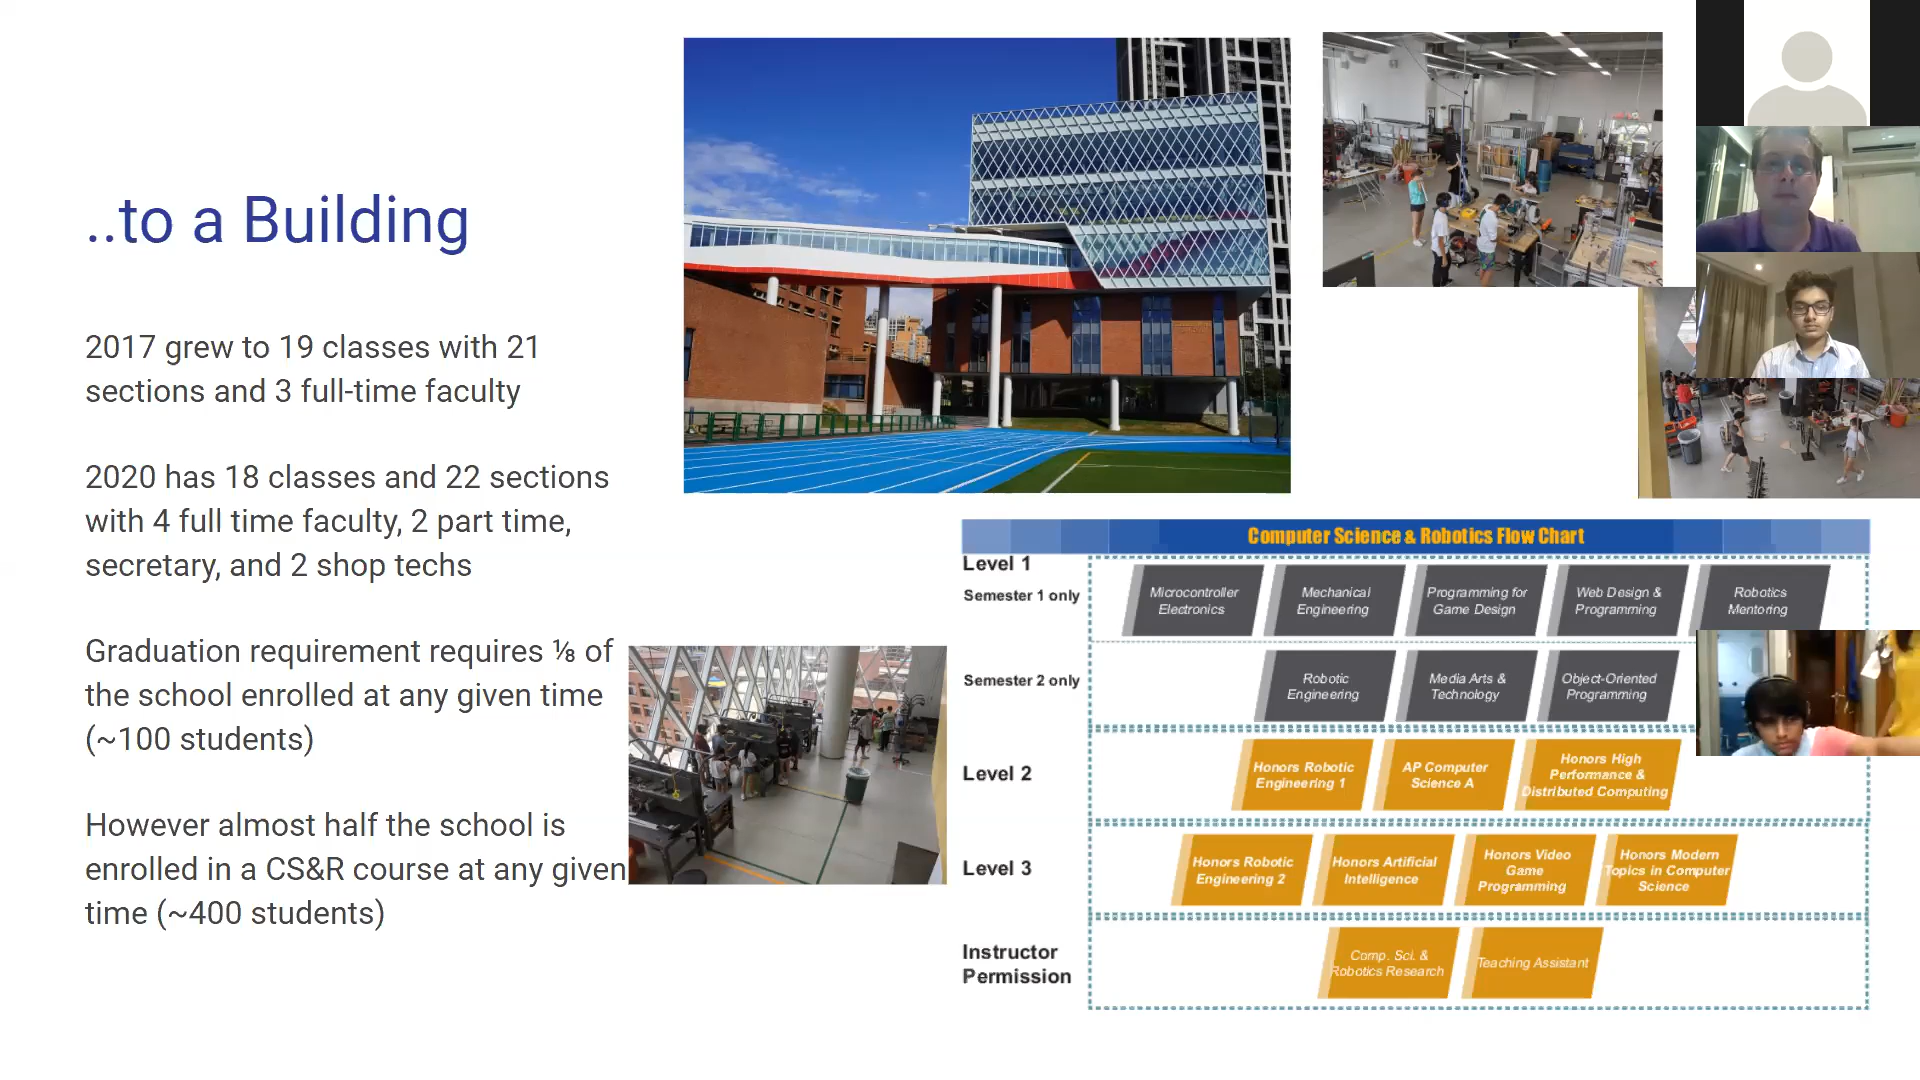 ..to a Building
2017 grew to 19 classes with 21
sections and 3 full-time faculty
2020 has 18 classes and 22 sections
with 4 full time faculty, 2 part time,
secretary, and 2 shop techs
Graduation requirement requires ⅛ of
the school enrolled at any given time
(~100 students)
However almost half the school is
enrolled in a CS&R course at any given
time (~400 students)
Computer Science & Robotics Flow Chart
Level 1
Semester 1 only
Microcontroller
Electronics
Mechanical
Engineering
Programming for
Game Design
Web Design &
Programming
Robotics
Mentoring
Semester 2 only
Robotic
Engineering
Media Arts &
Technology
Object-Oriented
Programming
Level 2
Honors Robotic
Engineering 1
AP Computer
Science A
Honors High
Performance &
Distributed Computing
Level 3
Honors Robotic
Engineering 2
Honors Artificial
Intelligence
Honors Video
Game
Programming
Honors Modern
Topics in Computer
Science
Instructor
Permission
Comp. Sci. &
Robotics Research
Teaching Assistant